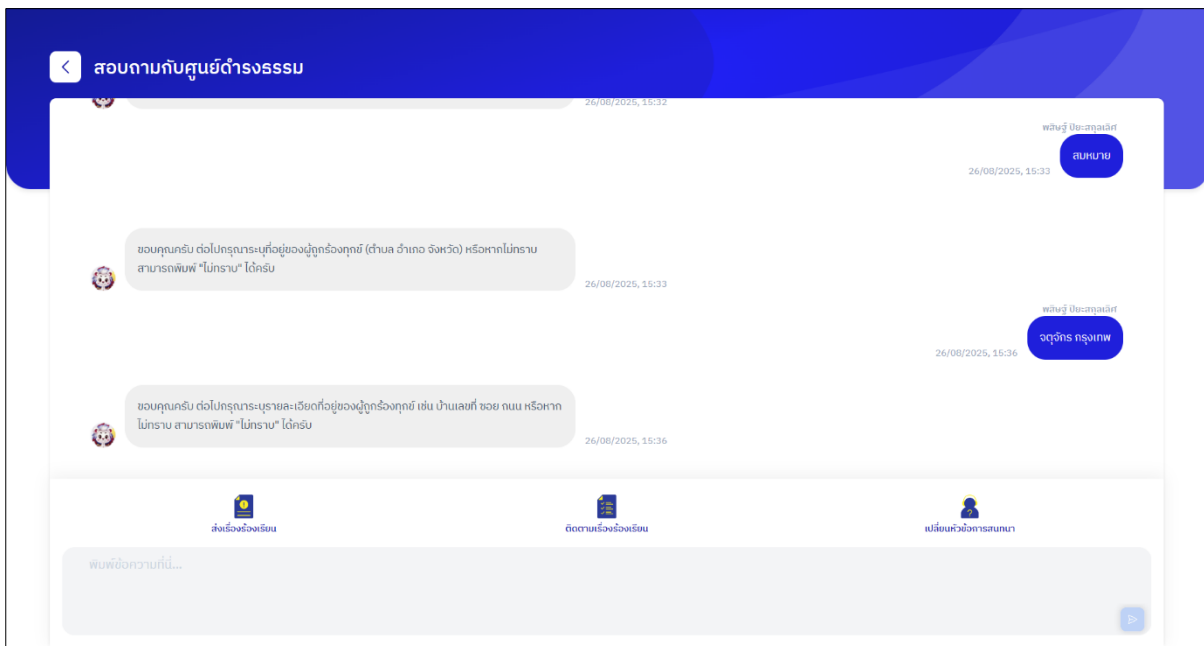 สอบถามกับศูนย์ดำรงธรรม
26/08/2025, 15:32
พสิษฐ์ ปิยะสกุลเลิศ
สมหมาย
26/08/2025, 15:33
ขอบคุณครับ ต่อไปกรุณาระบุที่อยู่ของผู้ถูกร้องทุกข์ (ตำบล อำเภอ จังหวัด) หรือหากไม่ทราบ
สามารถพิมพ์ "ไม่ทราบ" ได้ครับ
26/08/2025, 15:33
พสิษฐ์ ปิยะสกุลเลิศ
จตุจักร กรุงเทพ
26/08/2025, 15:36
ขอบคุณครับ ต่อไปกรุณาระบุรายละเอียดที่อยู่ของผู้ถูกร้องทุกข์ เช่น บ้านเลขที่ ซอย ถนน หรือหาก
ไม่ทราบ สามารถพิมพ์ "ไม่ทราบ" ได้ครับ
26/08/2025, 15:36
ส่งเรื่องร้องเรียน
ติดตามเรื่องร้องเรียน
เปลี่ยนหัวข้อการสนทนา
พิมพ์ข้อความที่นี่...